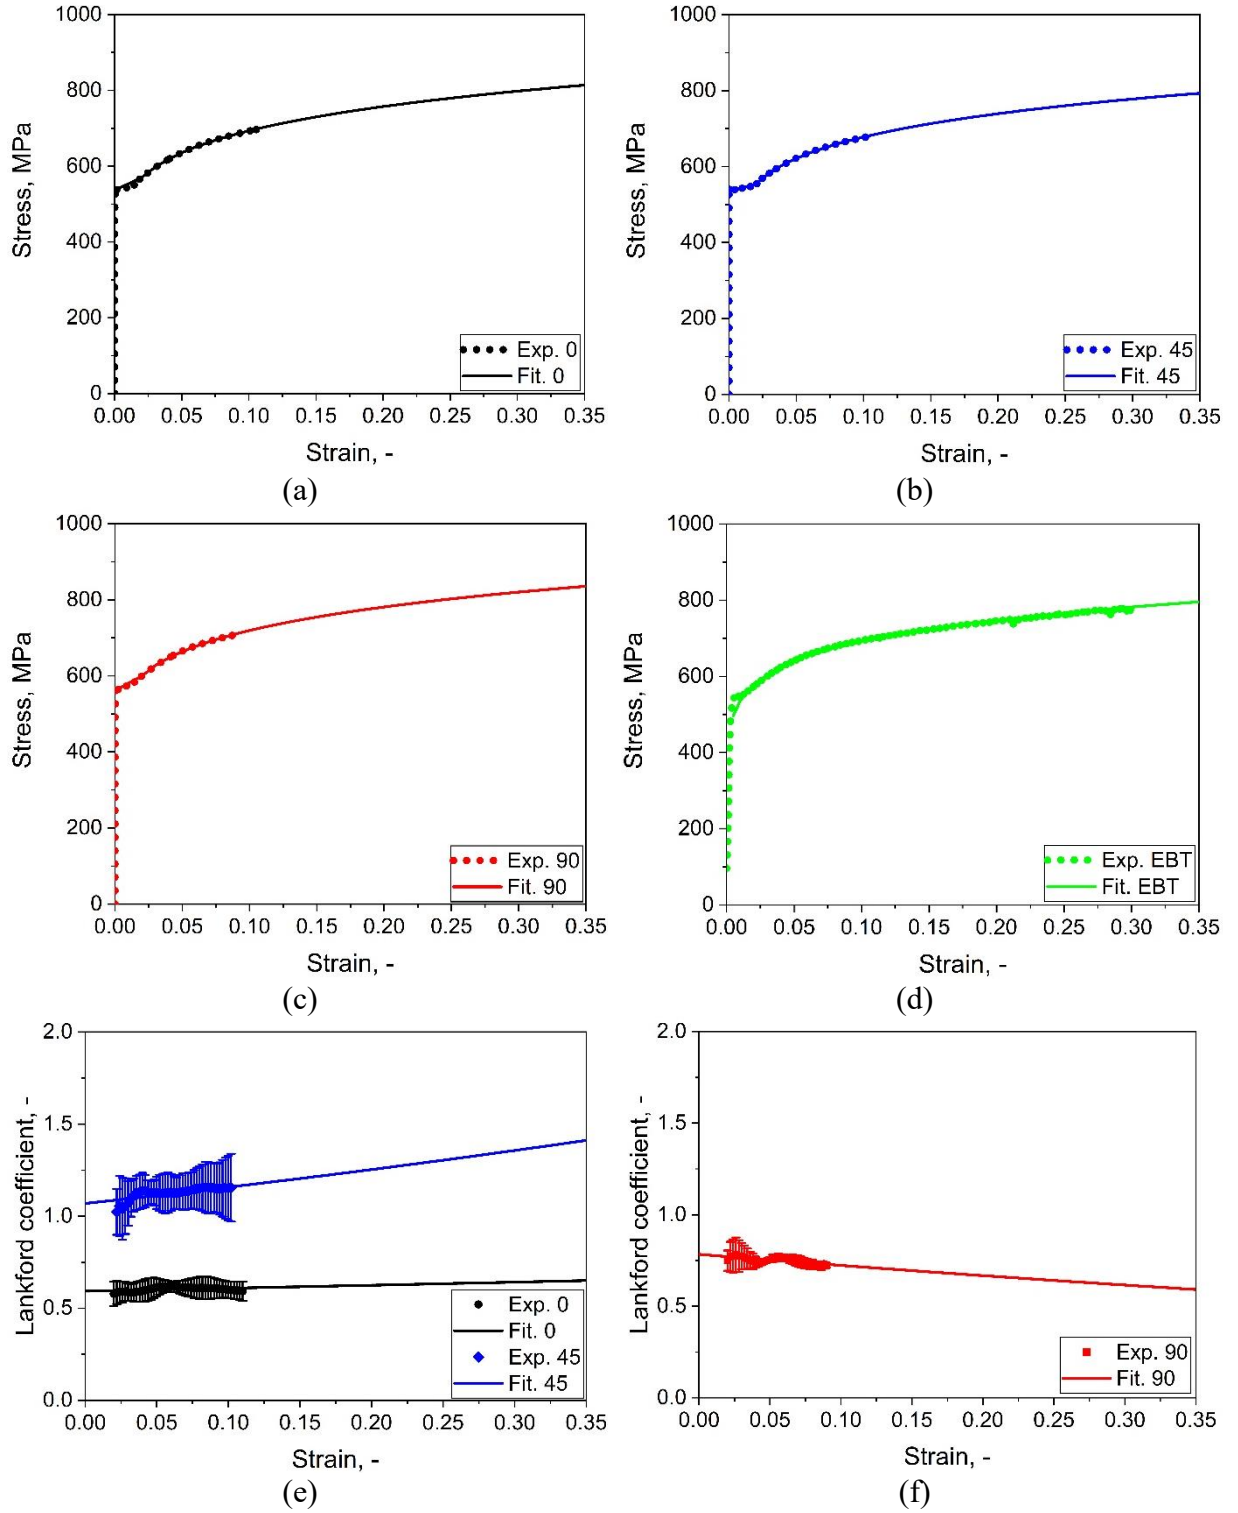 1000
800
600
400
200
0
Stress, MPa
0.00 0.05 0.10 0.15 0.20 0.25 0.30 0.35
Strain, -
Exp. 0
Fit. 0
(a)
1000
800
600
400
200
0
Stress, MPa
0.00 0.05 0.10 0.15 0.20 0.25 0.30 0.35
Strain, -
Exp. 45
Fit. 45
(b)
1000
800
600
400
200
0
Stress, MPa
0.00 0.05 0.10 0.15 0.20 0.25 0.30 0.35
Strain, -
Exp. 90
Fit. 90
(c)
1000
800
600
400
200
0
Stress, MPa
0.00 0.05 0.10 0.15 0.20 0.25 0.30 0.35
Strain, -
Exp. EBT
Fit. EBT
(d)
2.0
1.5
1.0
0.5
0.0
Lankford coefficient, -
0.00 0.05 0.10 0.15 0.20 0.25 0.30 0.35
Strain, -
Exp. 0
Fit. 0
Exp. 45
Fit. 45
(e)
2.0
1.5
1.0
0.5
0.0
Lankford coefficient, -
0.00 0.05 0.10 0.15 0.20 0.25 0.30 0.35
Strain, -
Exp. 90
Fit. 90
(f)